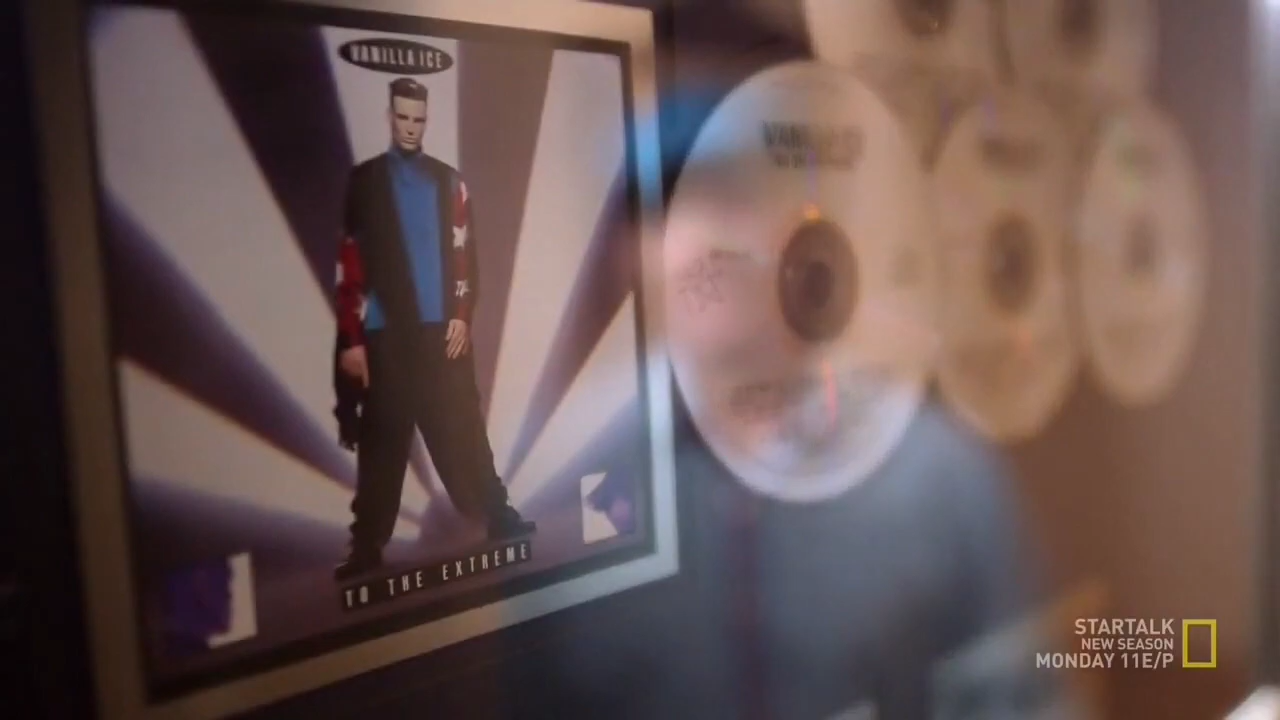 VANILLA ICE
TO THE EXTREME
STARTALK
NEW SEASON
MONDAY 11E/P